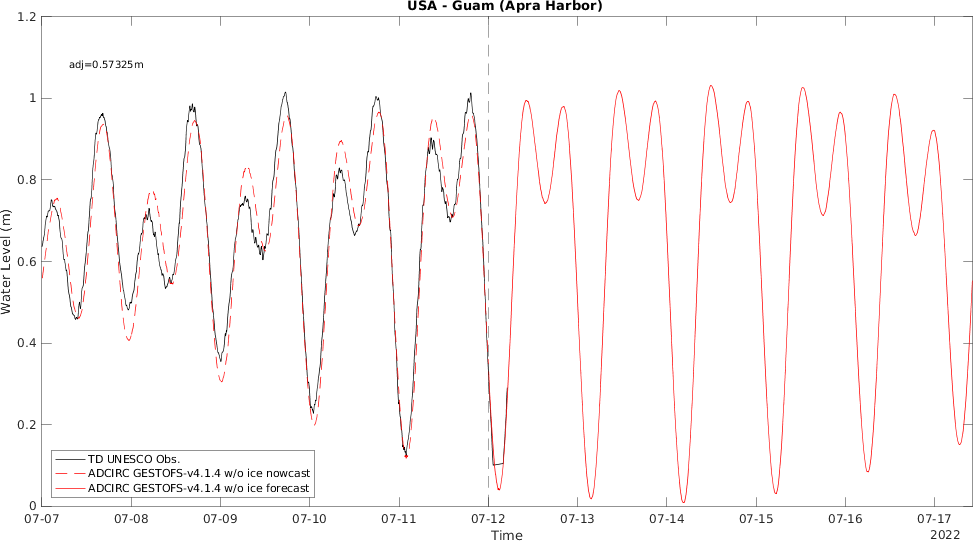 USA - Guam (Apra Harbor)
1.2
adj=0.57325m
1
0.8
0.6
0.4
0.2
0
Water Level (m)
TD UNESCO Obs.
ADCIRC GESTOFS-v4.1.4 w/o ice nowcast
ADCIRC GESTOFS-v4.1.4 w/o ice forecast
07-07 07-08 07-09 07-10 07-11 07-12 07-13 07-14 07-15 07-16 07-17
Time
2022